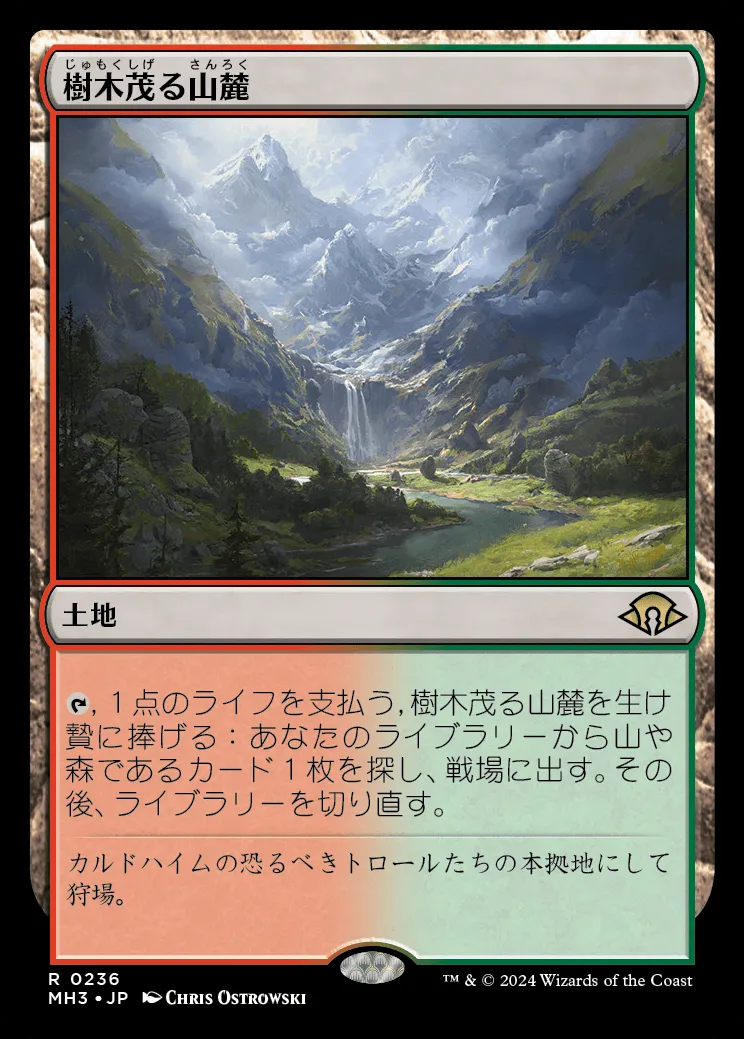 じゅもくしげ さんろく
樹木茂る山麓
土地
, 1点のライフを支払う, 樹木茂る山麓を生け
贄に捧げる：あなたのライブラリーから山や
森であるカード1枚を探し、戦場に出す。その
後、ライブラリーを切り直す。
カルドハイムの恐るべきトロールたちの本拠地にして
狩場。
R 0236
MH3 • JP CHRIS OSTROWSKI
™ & © 2024 Wizards of the Coast